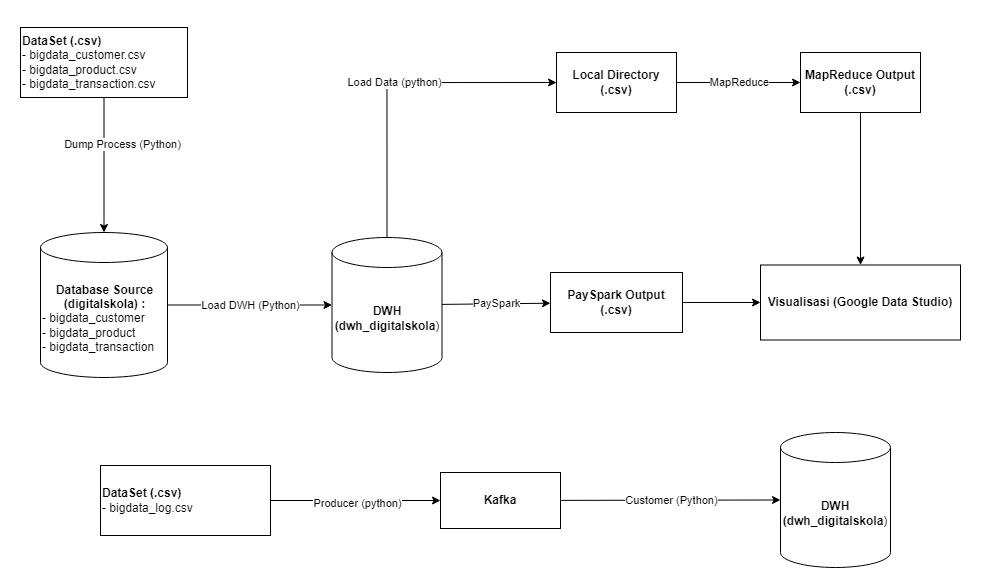 DataSet (.csv)
- bigdata_customer.csv
- bigdata_product.csv
- bigdata_transaction.csv
Dump Process (Python)
Database Source
(digitalskola) :
- bigdata_customer
- bigdata_product
- bigdata_transaction
Load DWH (Python)
DWH
(dwh_digitalskola)
Load Data (python)
Local Directory
(.csv)
MapReduce
MapReduce Output
(.csv)
PaySpark
PaySpark Output
(.csv)
Visualisasi (Google Data Studio)
DataSet (.csv)
- bigdata_log.csv
Producer (python)
Kafka
Customer (Python)
DWH
(dwh_digitalskola)